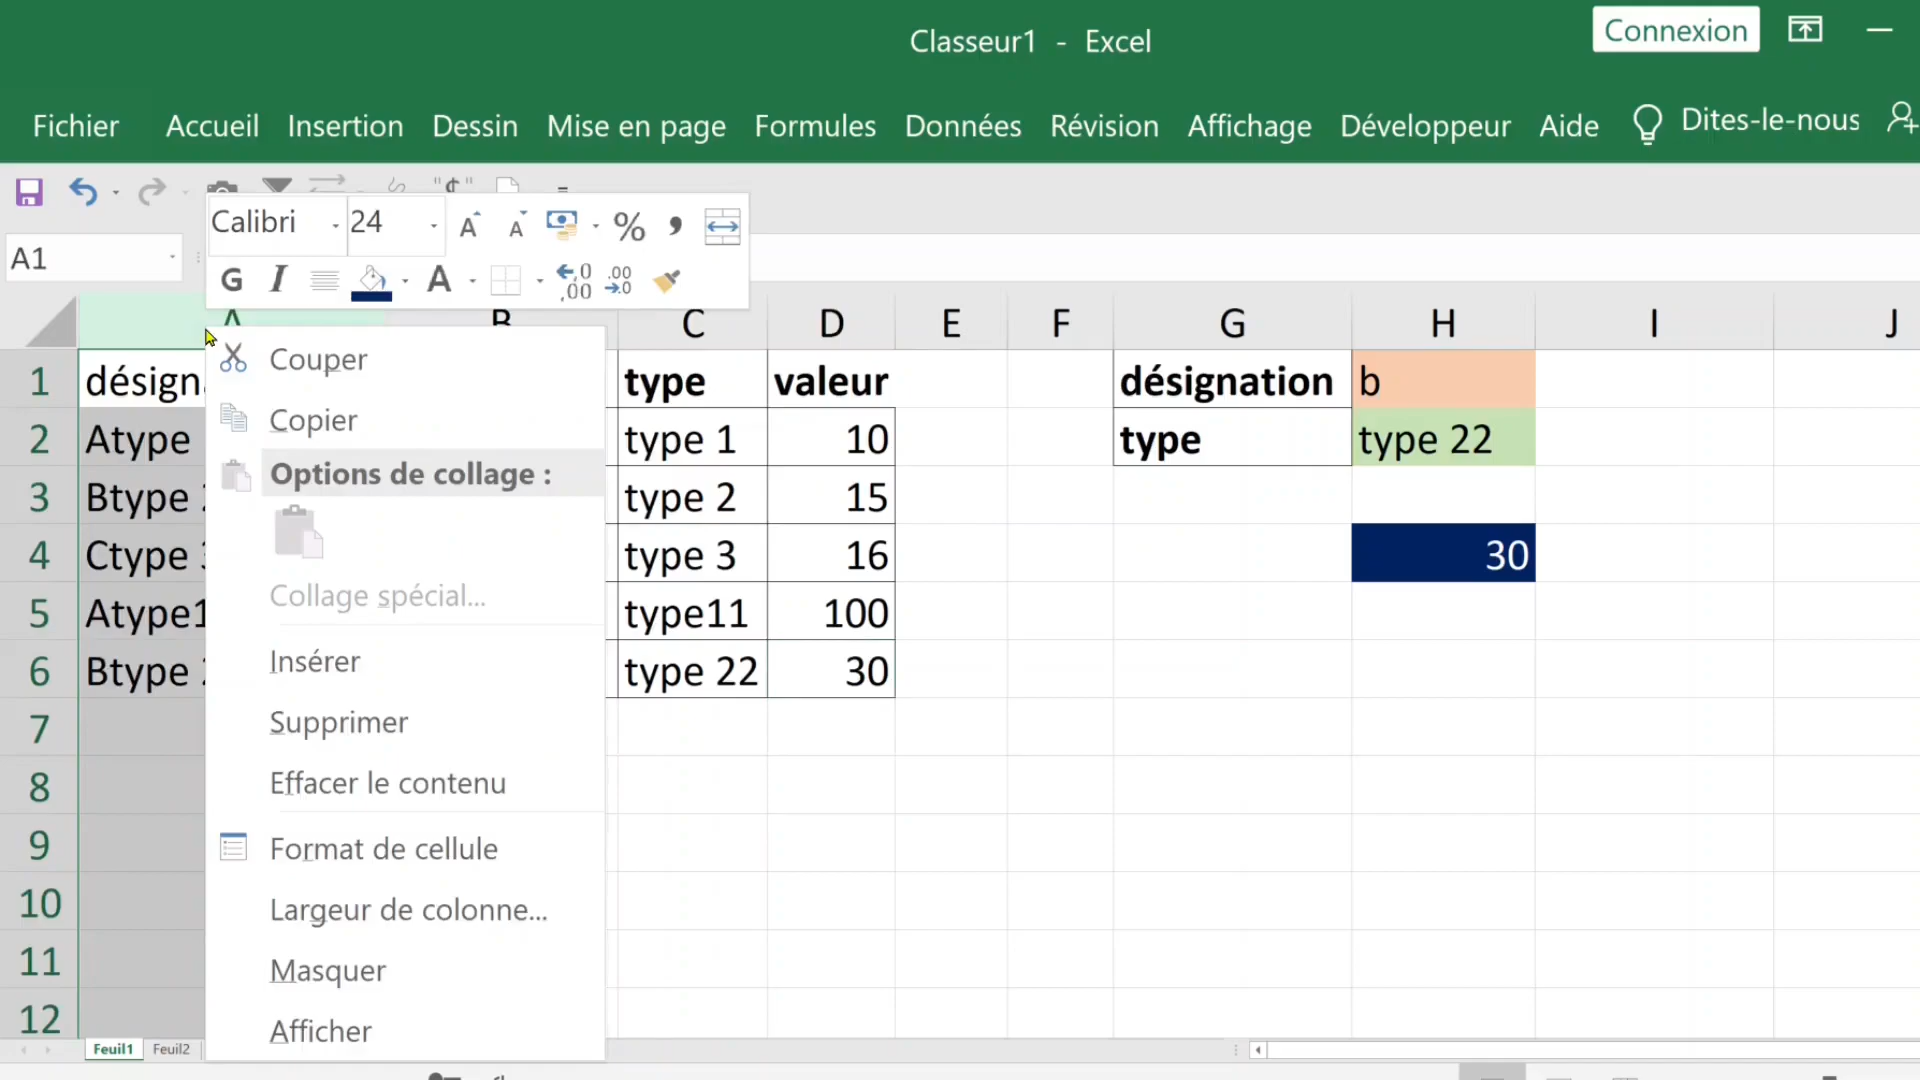 Classeur1 - Excel
Connexion
Fichier Accueil Insertion Dessin Mise en page Formules Données Révision Affichage Développeur Aide Dites-le-nous
Calibri 24 % ,
A1
G I A ,00 ,00
A B C D E F G H I J
1 désign type valeur désignation b
2 Atype type 1 10 type type 22
3 Btype type 2 15
4 Ctype type 3 16 30
5 Atype1 type11 100
6 Btype type 22 30
7
8
9
10
11
12
Couper
Copier
Options de collage :
Collage spécial...
Insérer
Supprimer
Effacer le contenu
Format de cellule
Largeur de colonne...
Masquer
Afficher
Feuil1 Feuil2